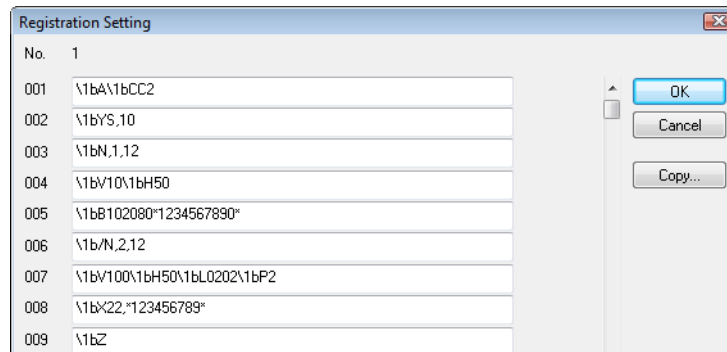 Registration Setting
No. 1
001 \1bA\1bCC2
002 \1bYS,10
003 \1bN,1,12
004 \1bV10\1bH50
005 \1bB102080*1234567890*
006 \1b/N,2,12
007 \1bV100\1bH50\1bL0202\1bP2
008 \1bX22,*123456789*
009 \1bZ
OK
Cancel
Copy...